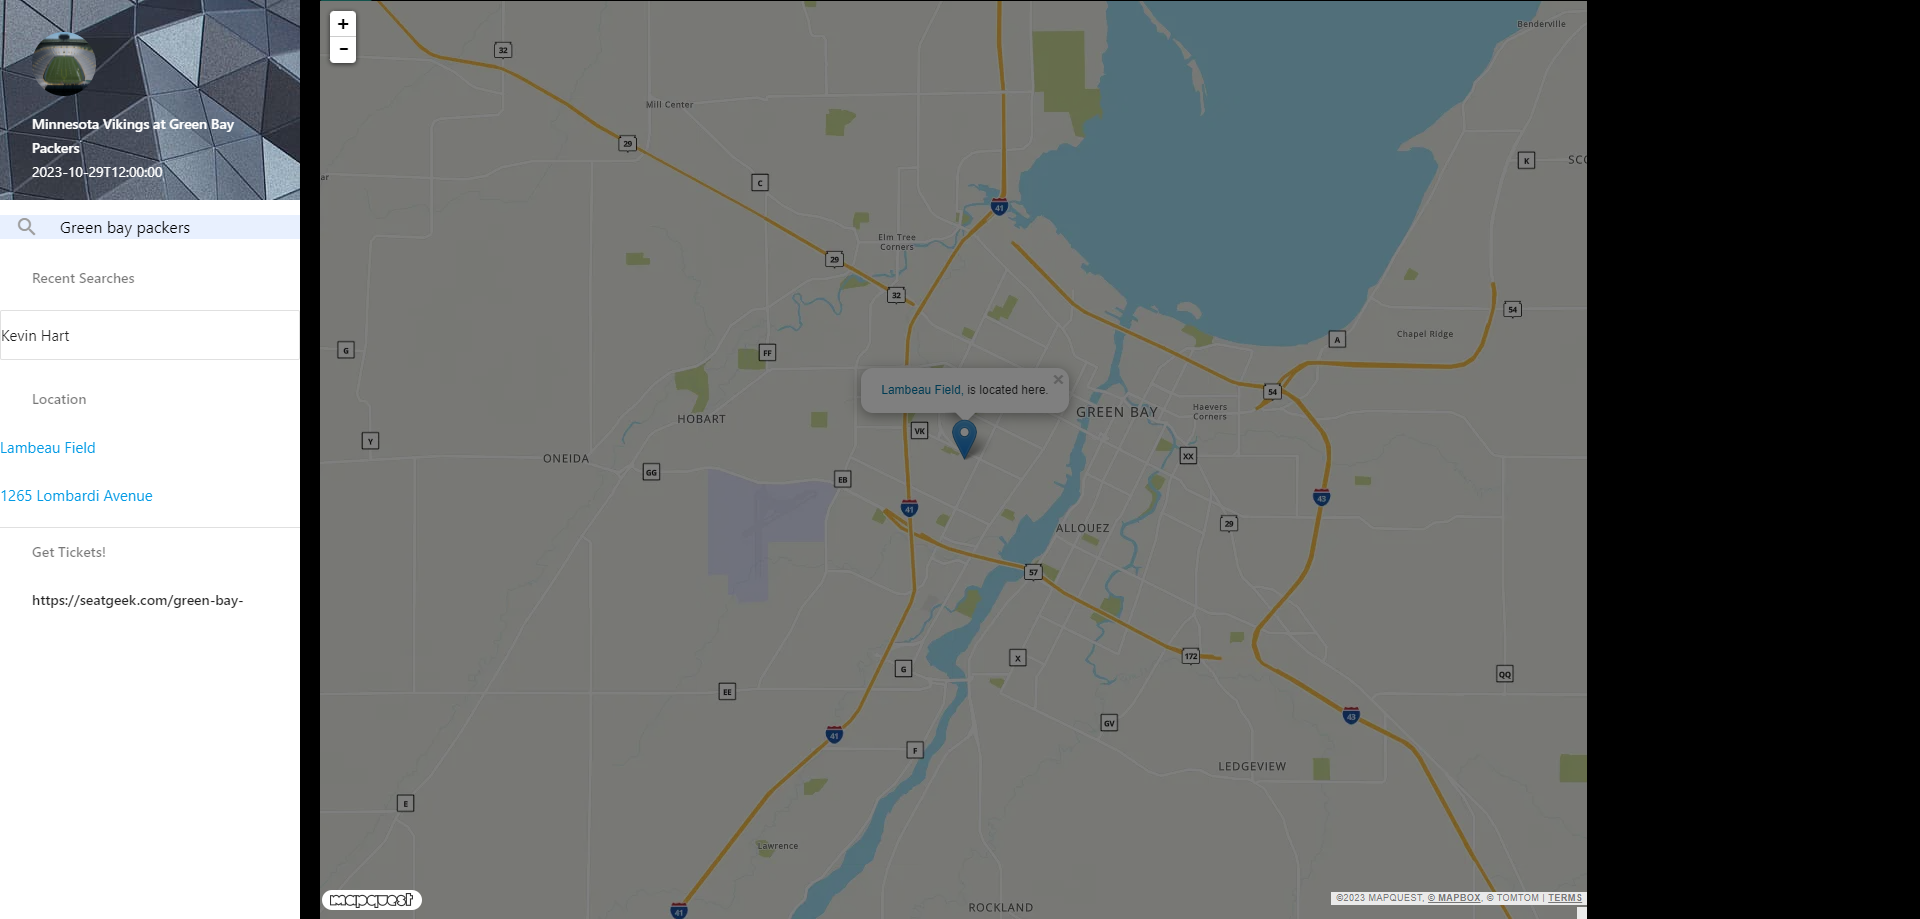 Minnesota Vikings at Green Bay
Packers
2023-10-29T12:00:00
Green bay packers
Recent Searches
Kevin Hart
Location
Lambeau Field
1265 Lombardi Avenue
Get Tickets!
https://seatgeek.com/green-bay-
+
-
Benderville
32
Mill Center
29
K
SCO
C
ar
41
Elm Tree
Corners
29
32
54
Chapel Ridge
A
G
FF
Lambeau Field, is located here.
×
54
Haevers
Corners
GREEN BAY
HOBART
VK
Y
ONEIDA
XX
GG
EB
43
41
29
ALLOUEZ
57
172
X
G
QQ
EE
43
GV
41
F
LEDGEVIEW
E
Lawrence
mapquest
©2023 MAPQUEST, © MAPBOX, © TOMTOM | TERMS
ROCKLAND
41